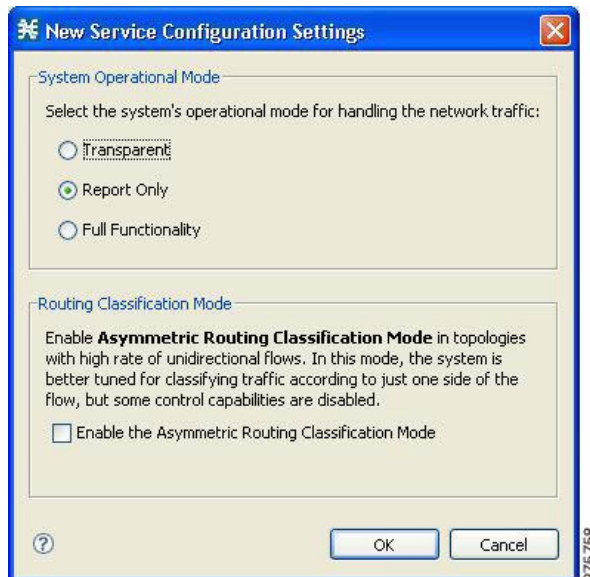 New Service Configuration Settings
System Operational Mode
Select the system's operational mode for handling the network traffic:
Transparent
Report Only
Full Functionality
Routing Classification Mode
Enable Asymmetric Routing Classification Mode in topologies
with high rate of unidirectional flows. In this mode, the system is
better tuned for classifying traffic according to just one side of the
flow, but some control capabilities are disabled.
Enable the Asymmetric Routing Classification Mode
?
OK
Cancel